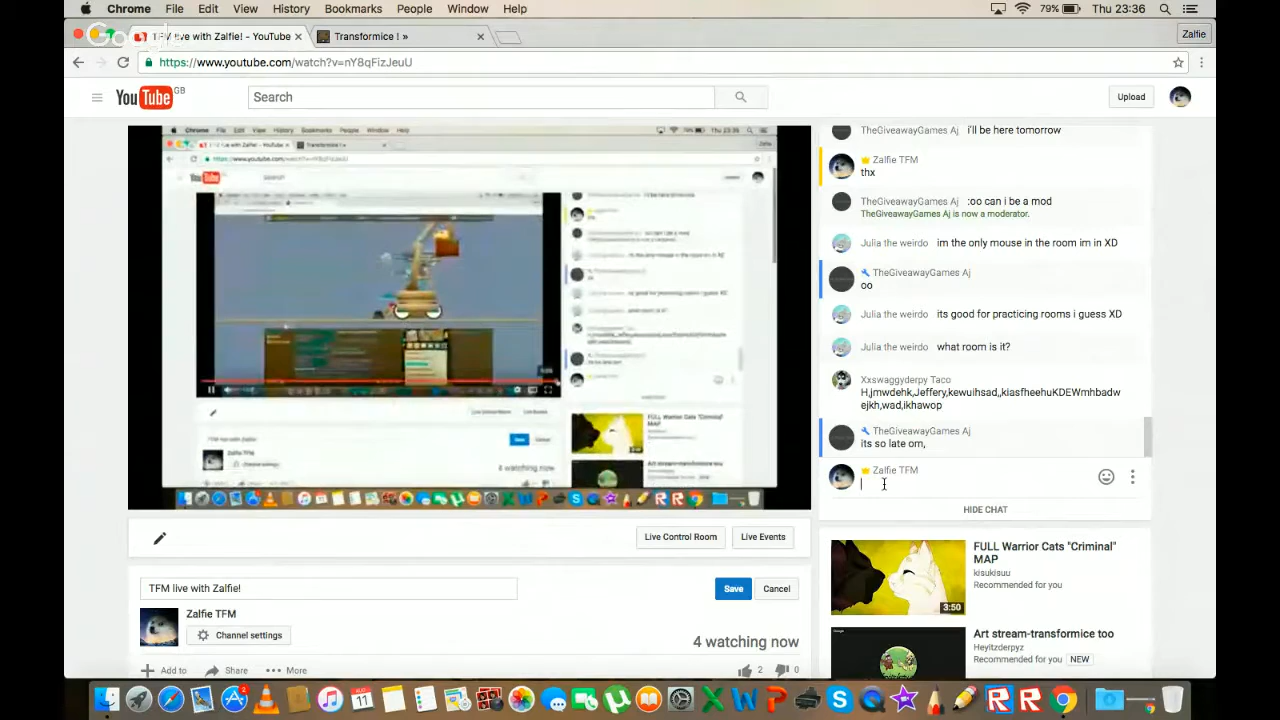 Chrome File Edit View History Bookmarks People Window Help 79% Thu 23:36
TFM live with Zalfie! - YouTube Transformice ! » Zalfie
https://www.youtube.com/watch?v=nY8qFizJeuU
YouTube GB Search Upload
TheGiveawayGames Aj i'll be here tomorrow
Zalfie TFM
thx
TheGiveawayGames Aj :oo can i be a mod
TheGiveawayGames Aj is now a moderator.
Julia the weirdo im the only mouse in the room im in XD
TheGiveawayGames Aj
oo
Julia the weirdo its good for practicing rooms i guess XD
Julia the weirdo what room is it?
Xxswaggyderpy Taco
H,jmwdehk,Jeffery,kewuihsad,,kiasfheehuKDEWmhbadw
ejkh,wad,ikhawop
TheGiveawayGames Aj
its so late om,
Zalfie TFM
HIDE CHAT
Live Control Room Live Events
TFM live with Zalfie! Save Cancel
Zalfie TFM
Channel settings
4 watching now
Add to Share More 2 0
FULL Warrior Cats "Criminal"
MAP
kisukisuu
Recommended for you
3:50
Art stream-transformice too
Heyitzderpyz
Recommended for you NEW